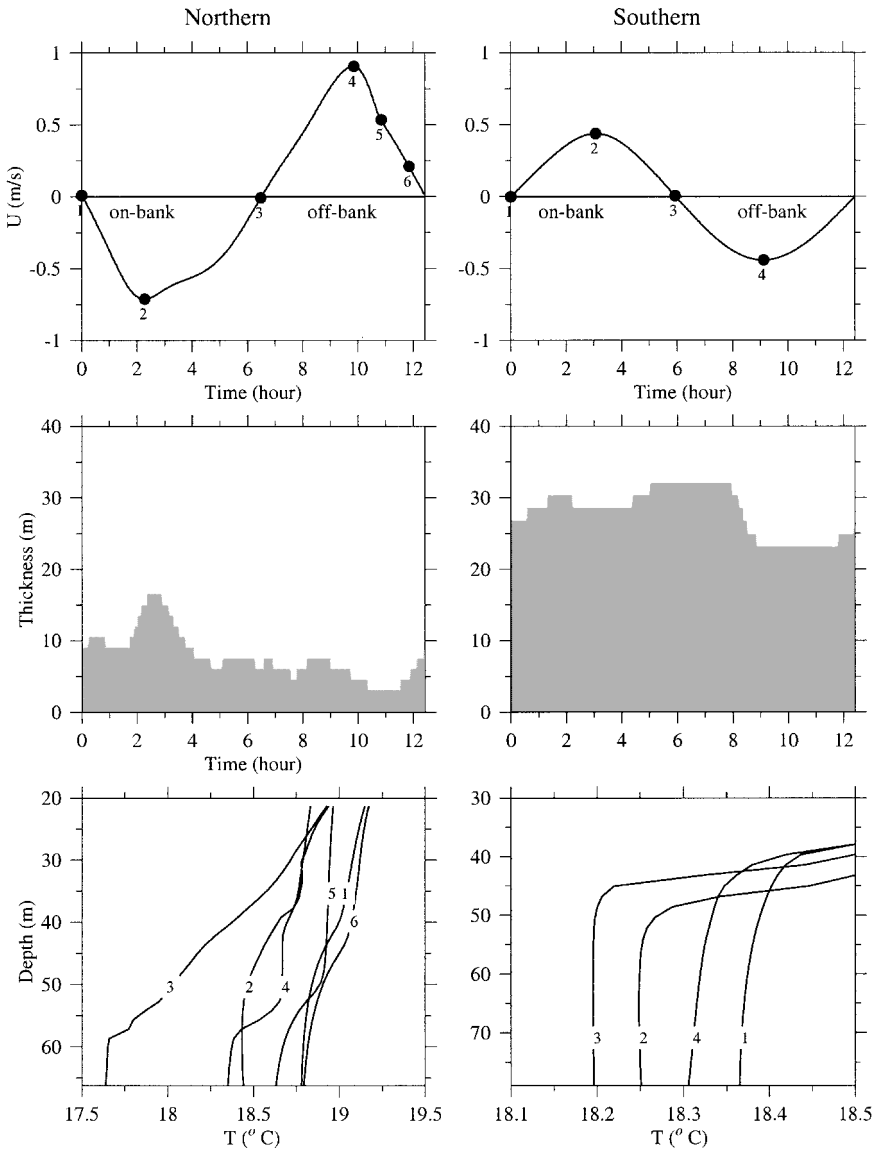 Northern
Southern
1
0.5
0
-0.5
-1
U (m/s)
1
2
3
4
5
6
on-bank
off-bank
0 2 4 6 8 10 12
Time (hour)
1
0.5
0
-0.5
-1
1
2
3
4
on-bank
off-bank
0 2 4 6 8 10 12
Time (hour)
40
30
20
10
0
Thickness (m)
0 2 4 6 8 10 12
Time (hour)
40
30
20
10
0
0 2 4 6 8 10 12
Time (hour)
20
30
40
50
60
Depth (m)
5 1
6
3 2 4
17.5 18 18.5 19 19.5
T (° C)
30
40
50
60
70
3 2 4 1
18.1 18.2 18.3 18.4 18.5
T (° C)